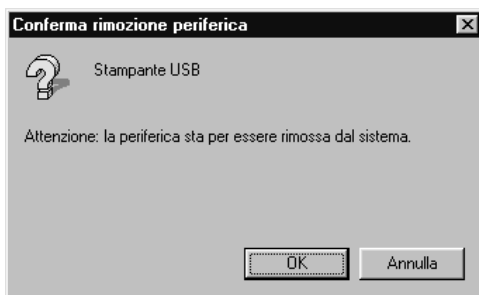 Conferma rimozione periferica
Stampante USB
Attenzione: la periferica sta per essere rimossa dal sistema.
OK
Annulla